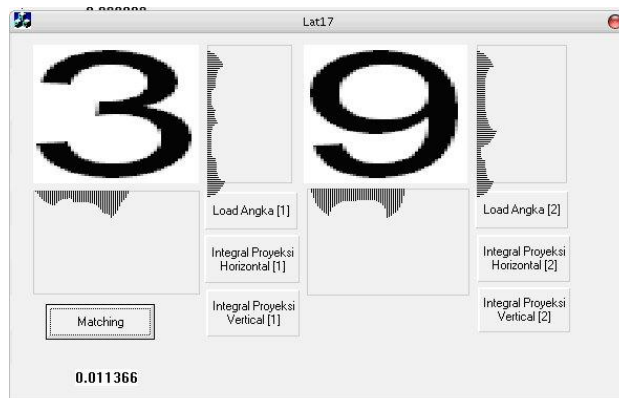 Lat17
3
9
Load Angka [1]
Load Angka [2]
Integral Proyeksi
Horizontal [1]
Integral Proyeksi
Horizontal [2]
Integral Proyeksi
Vertical [1]
Integral Proyeksi
Vertical [2]
Matching
0.011366